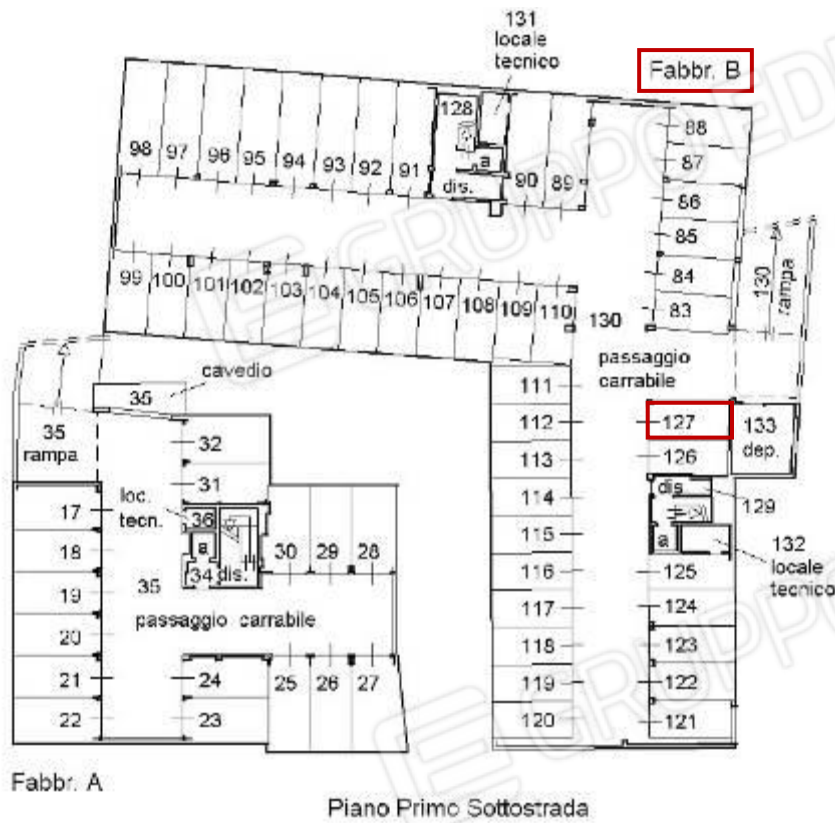 131
locale
tecnico
Fabbr. B
128
88
98 97 96 95 94 93 92 91
a
90 89
87
dis.
86
85
84
83
130
rampa
99 100 101 102 103 104 105 106 107 108 109 110
130
passaggio
carrabile
cavedio
35
35
rampa
111
112
113
114
115
116
117
118
119
120
127
133
dep.
126
dis.
129
a
132
locale
tecnico
125
124
123
122
121
32
31
loc.
tecn.
36
a
34 dis.
17
18
19
20
21
22
35
30 29 28
passaggio carrabile
24
23
25 26 27
Fabbr. A
Piano Primo Sottostrada
GRUPPO EDI
GRUPPO EDI
GRUPPO